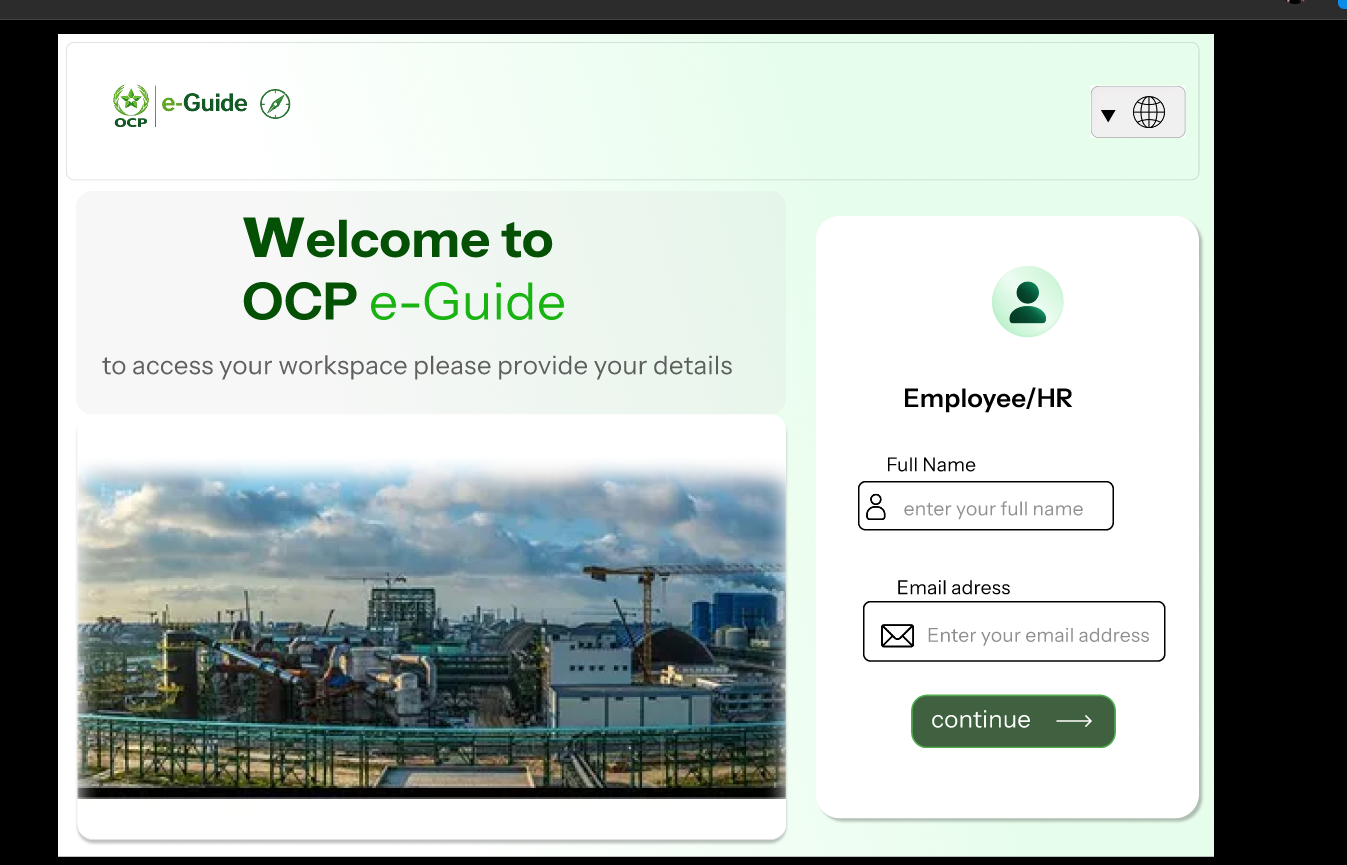 OCP
e-Guide
Welcome to
OCP e-Guide
to access your workspace please provide your details
Employee/HR
Full Name
enter your full name
Email adress
Enter your email address
continue